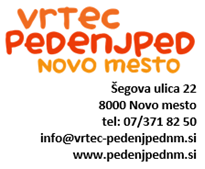 vrtec
pedenjped
novo mesto
Šegova ulica 22
8000 Novo mesto
tel: 07/371 82 50
info@vrtec-pedenjpednm.si
www.pedenjpednm.si